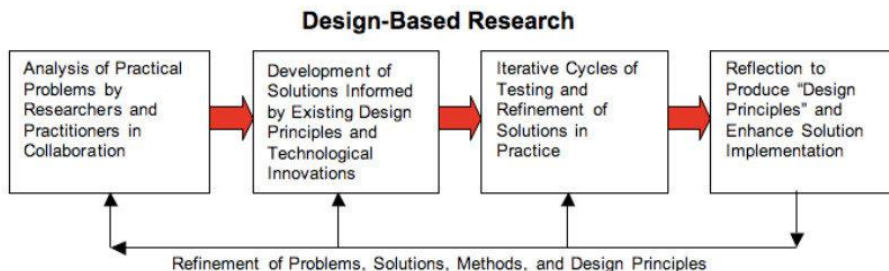 Design-Based Research
Analysis of Practical
Problems by
Researchers and
Practitioners in
Collaboration
Development of
Solutions Informed
by Existing Design
Principles and
Technological
Innovations
Iterative Cycles of
Testing and
Refinement of
Solutions in
Practice
Reflection to
Produce “Design
Principles” and
Enhance Solution
Implementation
Refinement of Problems, Solutions, Methods, and Design Principles